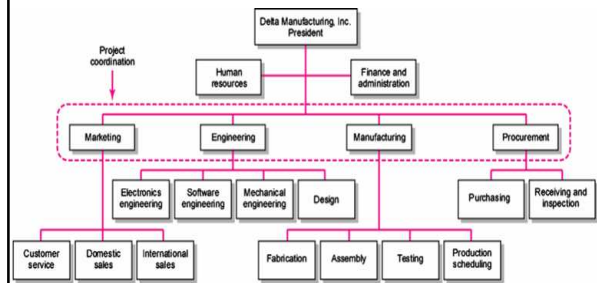 Delta Manufacturing, Inc.
President
Project
coordination
Human
resources
Finance and
administration
Marketing
Engineering
Manufacturing
Procurement
Electronics
engineering
Software
engineering
Mechanical
engineering
Design
Purchasing
Receiving and
inspection
Customer
service
Domestic
sales
International
sales
Fabrication
Assembly
Testing
Production
scheduling